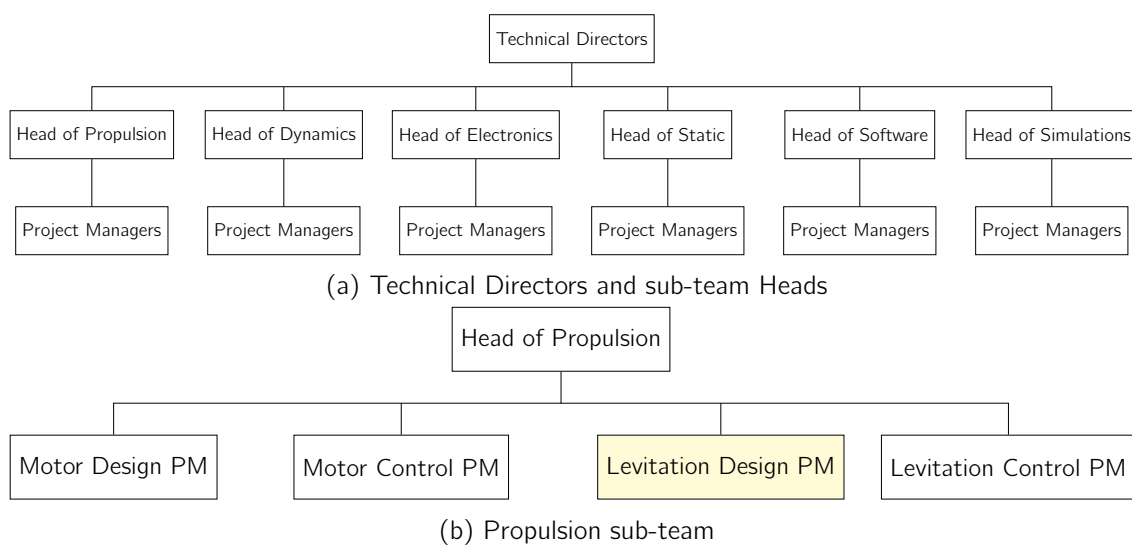 Technical Directors
Head of Propulsion
Head of Dynamics
Head of Electronics
Head of Static
Head of Software
Head of Simulations
Project Managers
Project Managers
Project Managers
Project Managers
Project Managers
Project Managers
(a) Technical Directors and sub-team Heads
Head of Propulsion
Motor Design PM
Motor Control PM
Levitation Design PM
Levitation Control PM
(b) Propulsion sub-team